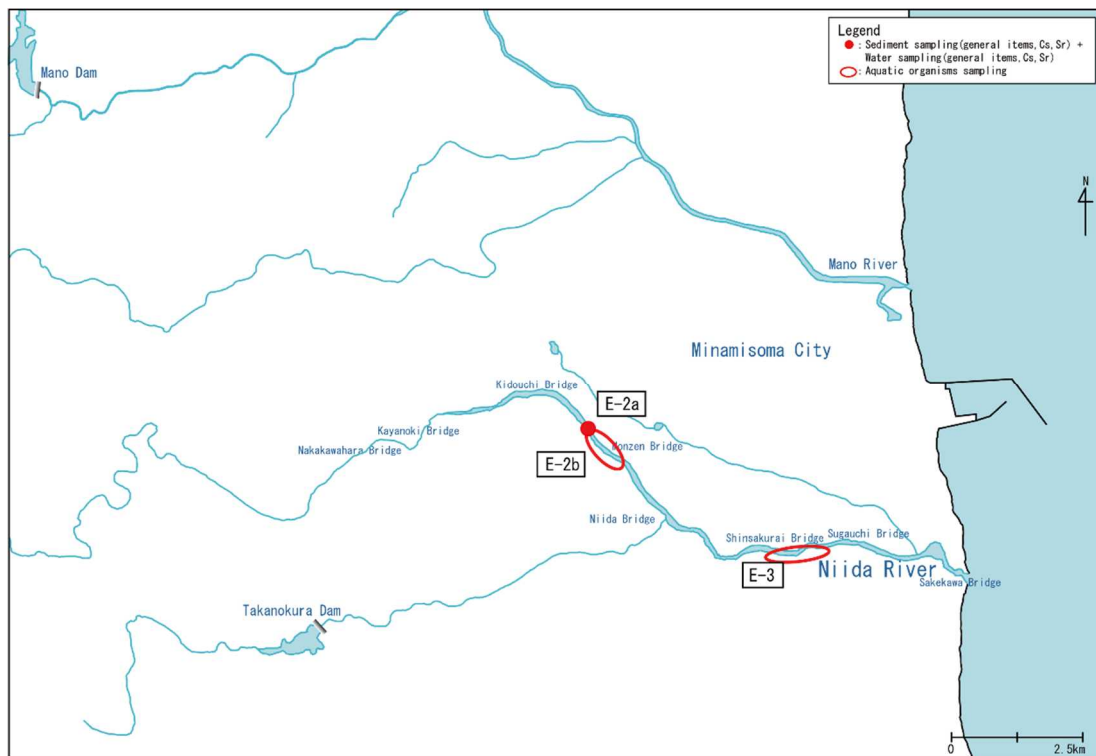 Legend
: Sediment sampling(general items,Cs,Sr) +
Water sampling(general items,Cs,Sr)
: Aquatic organisms sampling
Mano Dam
N
Mano River
Minamisoma City
Kidouchi Bridge
E-2a
Kayanoki Bridge
Monzen Bridge
Nakakawahara Bridge
E-2b
Niida Bridge
Shinsakurai Bridge
Sugauchi Bridge
E-3
Niida River
Sakekawa Bridge
Takanokura Dam
0
2.5km